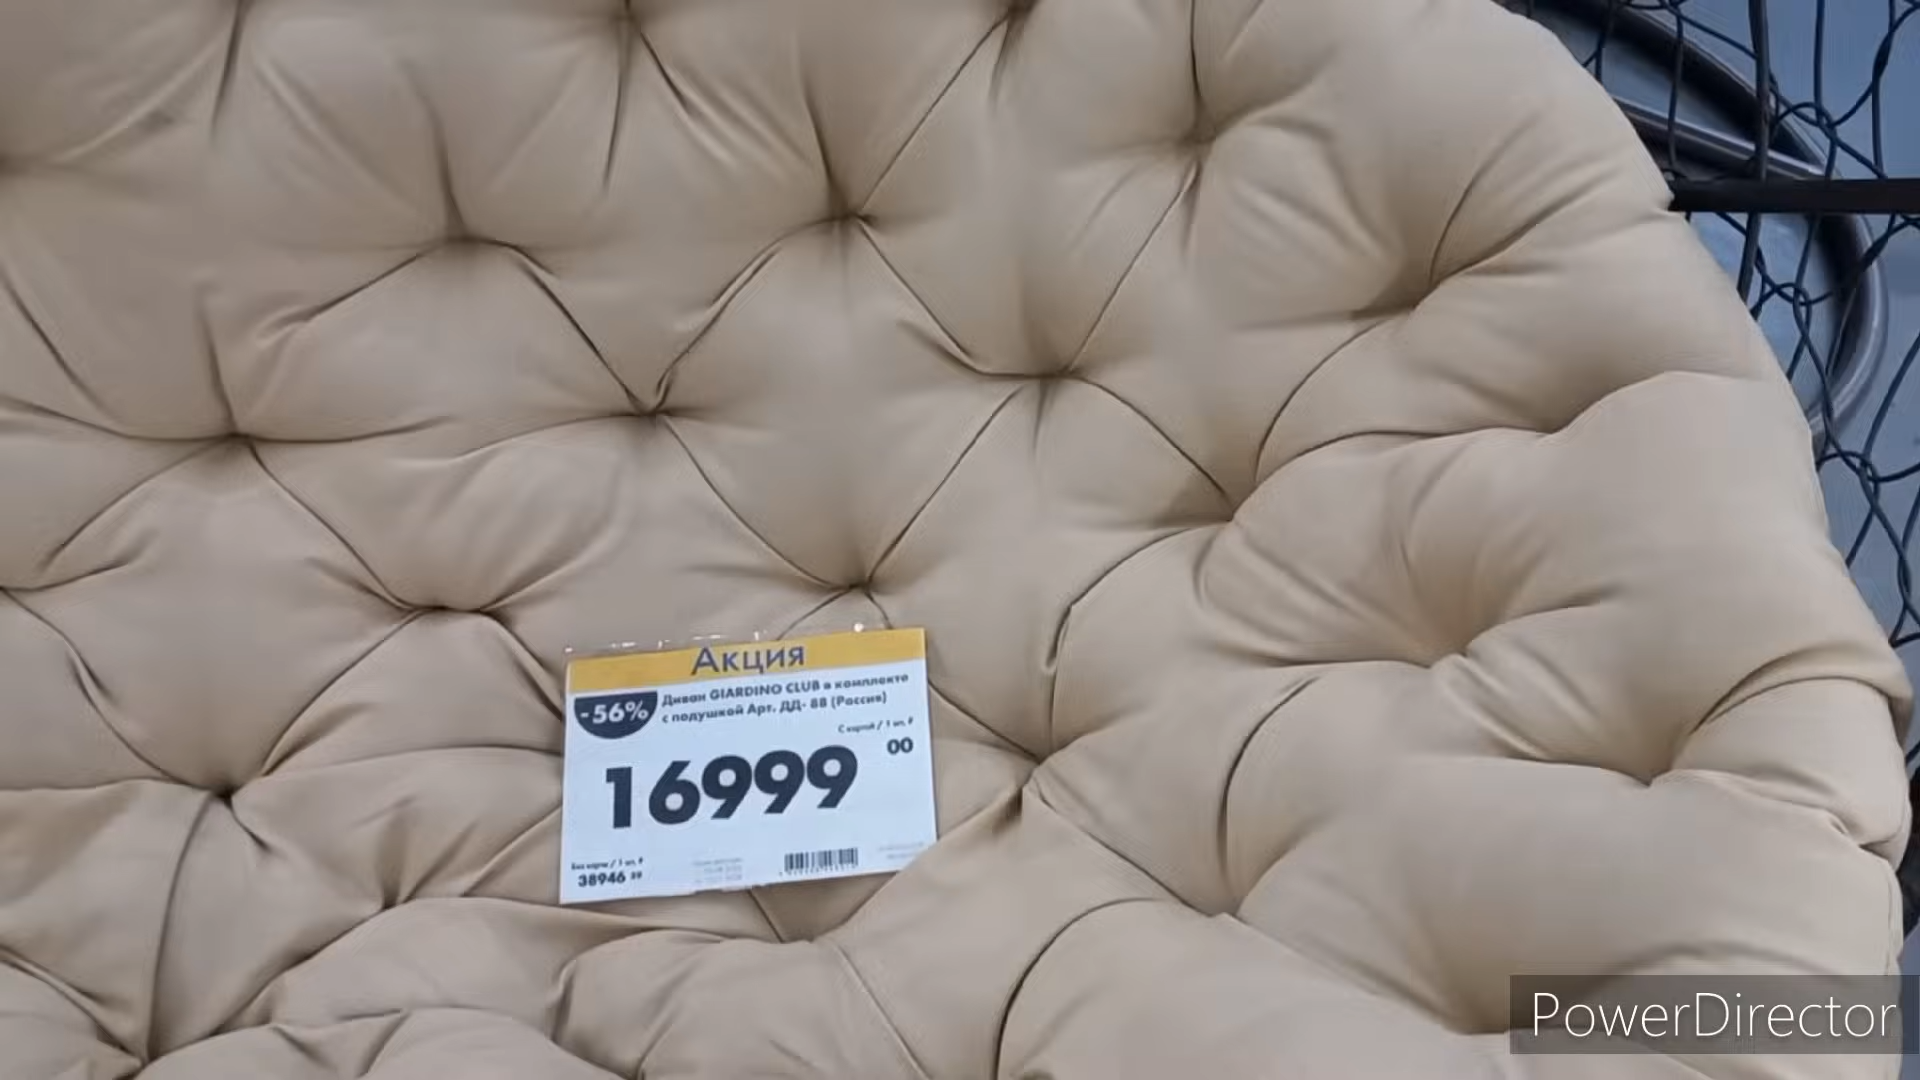 Акция
-56%
Диван GIARDINO CLUB в комплекте
с подушкой Арт. ДД- 88 (Россия)
С картой / 1 шт, ₽
16999 00
Без карты / 1 шт, ₽
38946
PowerDirector